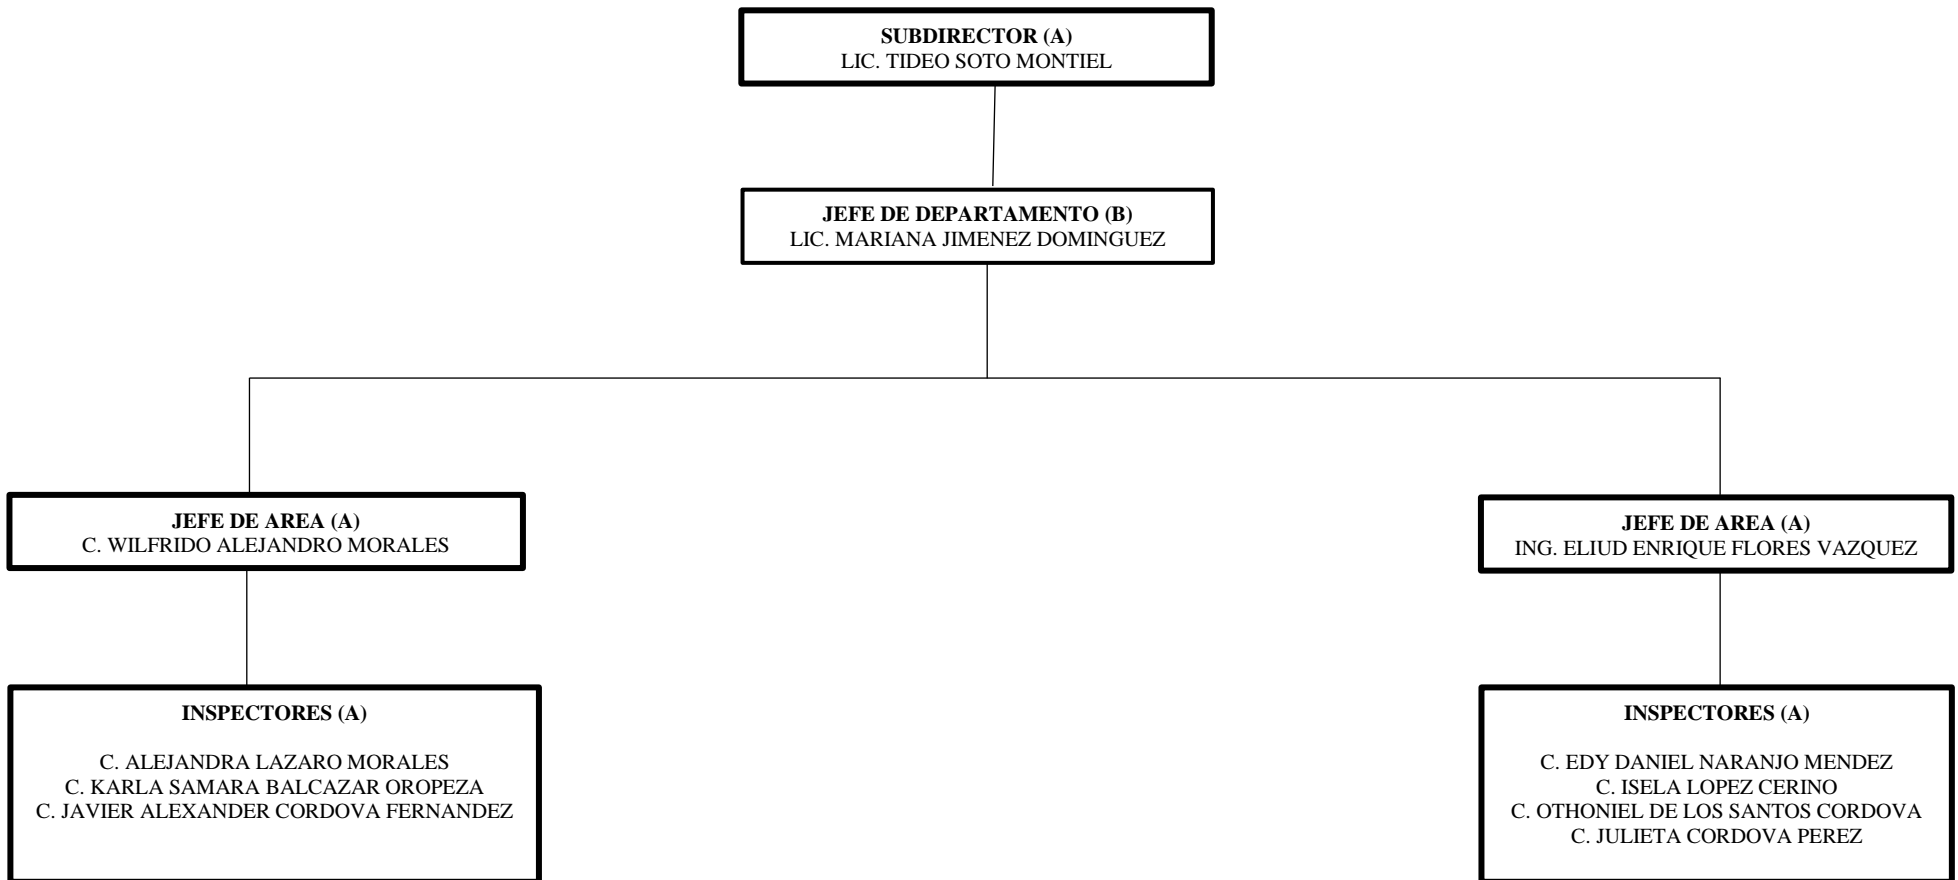 SUBDIRECTOR (A)
LIC. TIDEO SOTO MONTIEL
JEFE DE DEPARTAMENTO (B)
LIC. MARIANA JIMENEZ DOMINGUEZ
JEFE DE AREA (A)
C. WILFRIDO ALEJANDRO MORALES
JEFE DE AREA (A)
ING. ELIUD ENRIQUE FLORES VAZQUEZ
INSPECTORES (A)
C. ALEJANDRA LAZARO MORALES
C. KARLA SAMARA BALCAZAR OROPEZA
C. JAVIER ALEXANDER CORDOVA FERNANDEZ
INSPECTORES (A)
C. EDY DANIEL NARANJO MENDEZ
C. ISELA LOPEZ CERINO
C. OTHONIEL DE LOS SANTOS CORDOVA
C. JULIETA CORDOVA PEREZ